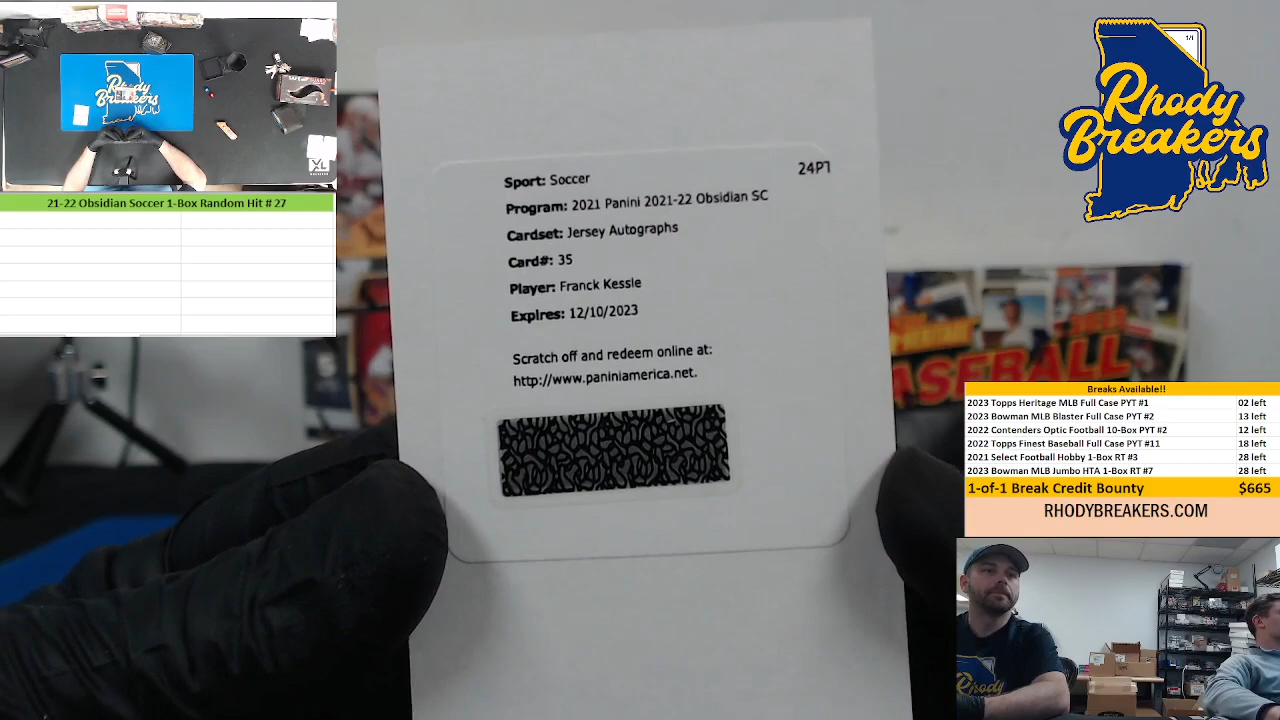 Rhody
Breakers
21-22 Obsidian Soccer 1-Box Random Hit # 27
Sport: Soccer
24P7
Program: 2021 Panini 2021-22 Obsidian SC
Cardset: Jersey Autographs
Card#: 35
Player: Franck Kessie
Expires: 12/10/2023
Scratch off and redeem online at:
http://www.paniniamerica.net.
1/1
Rhody
Breakers
BASEBALL
Breaks Available!!
2023 Topps Heritage MLB Full Case PYT #1 02 left
2023 Bowman MLB Blaster Full Case PYT #2 13 left
2022 Contenders Optic Football 10-Box PYT #2 12 left
2022 Topps Finest Baseball Full Case PYT #11 18 left
2021 Select Football Hobby 1-Box RT #3 28 left
2023 Bowman MLB Jumbo HTA 1-Box RT #7 28 left
1-of-1 Break Credit Bounty $665
RHODYBREAKERS.COM
Rhody